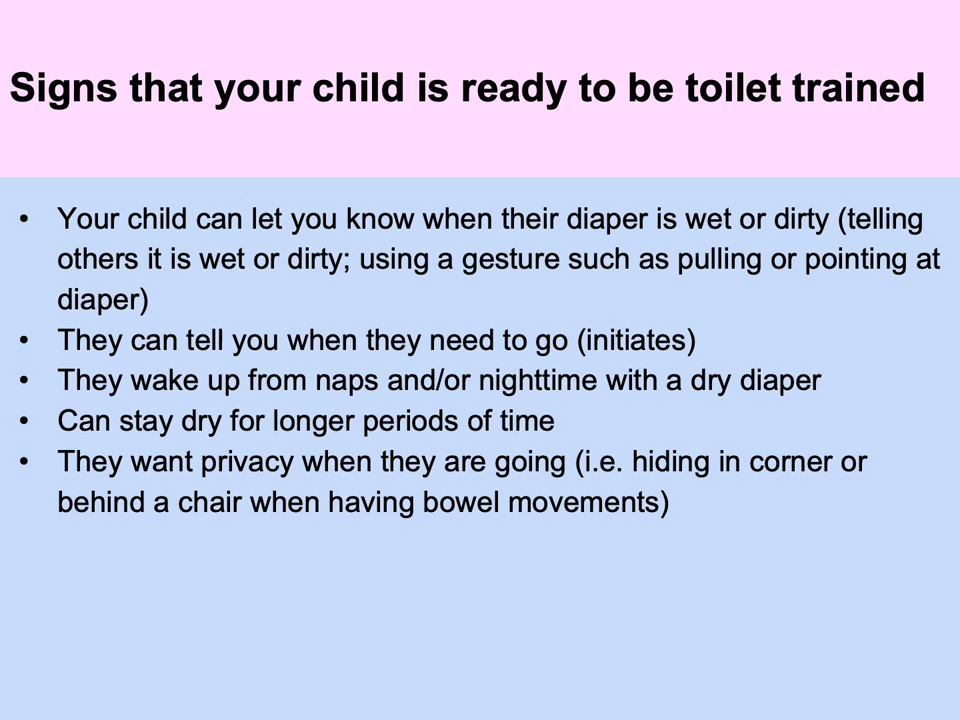 Signs that your child is ready to be toilet trained
• Your child can let you know when their diaper is wet or dirty (telling
others it is wet or dirty; using a gesture such as pulling or pointing at
diaper)
• They can tell you when they need to go (initiates)
• They wake up from naps and/or nighttime with a dry diaper
• Can stay dry for longer periods of time
• They want privacy when they are going (i.e. hiding in corner or
behind a chair when having bowel movements)